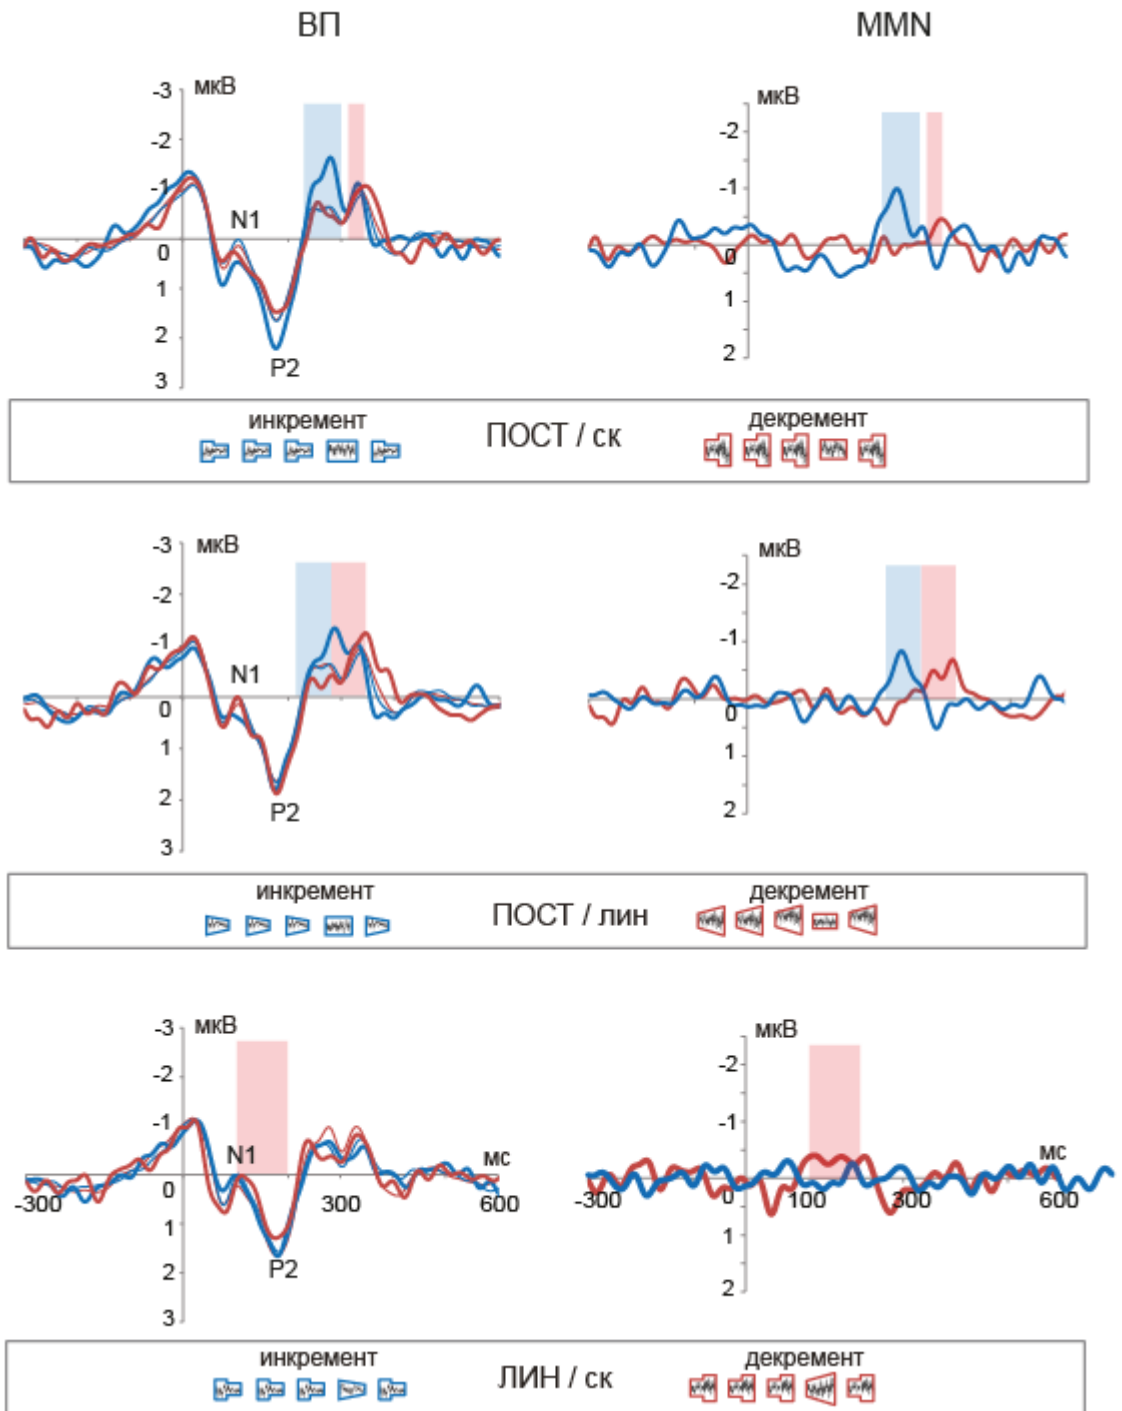 ВП
MMN
мкВ
-3
-2
-1
0
1
2
3
N1
P2
мкВ
-2
-1
0
1
2
инкремент
ПОСТ / ск
декремент
мкВ
-3
-2
-1
0
1
2
3
N1
P2
мкВ
-2
-1
0
1
2
инкремент
ПОСТ / лин
декремент
мкВ
-3
-2
-1
0
1
2
3
N1
P2
мс
-300
300
600
мкВ
-2
-1
0
1
2
мс
-300
100
300
600
инкремент
ЛИН / ск
декремент